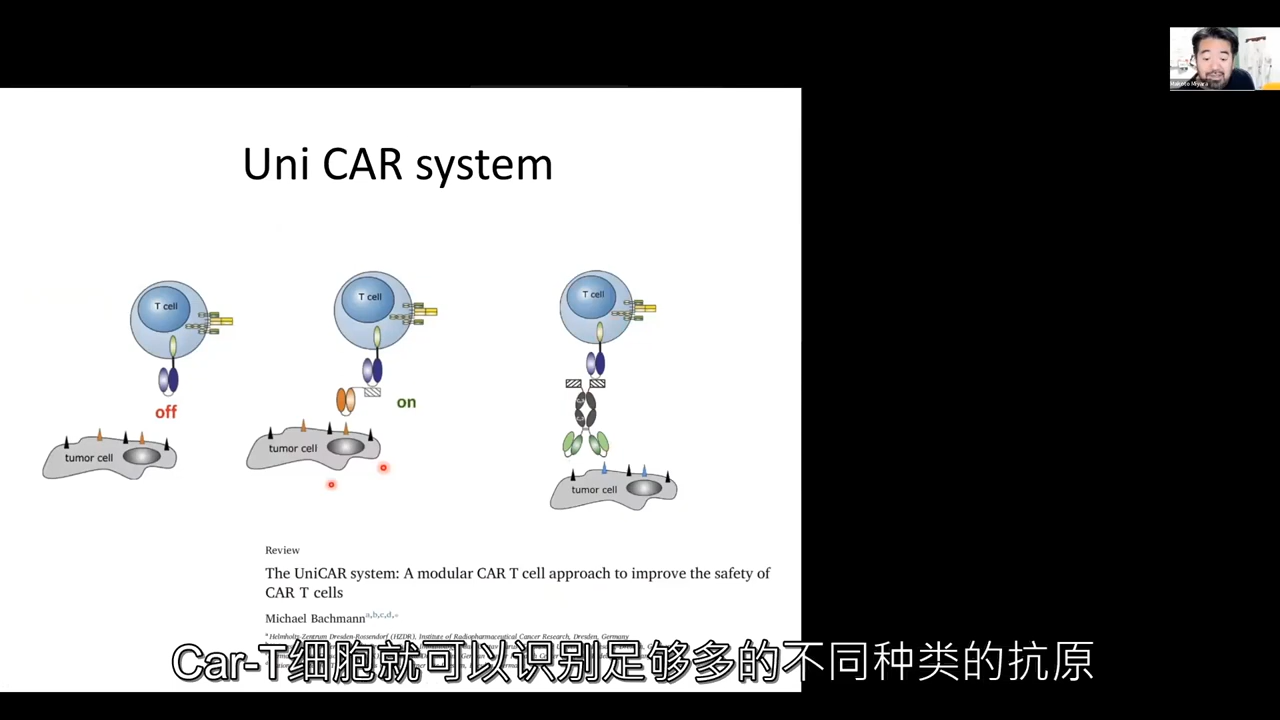 Makoto Miyara
Uni CAR system
T cell
T cell
T cell
off
on
tumor cell
tumor cell
tumor cell
Review
The UniCAR system: A modular CAR T cell approach to improve the safety of
CAR T cells
Michael Bachmann a,b,c,d,*
a Helmholtz-Zentrum Dresden-Rossendorf (HZDR), Institute of Radiopharmaceutical Cancer Research, Dresden, Germany
Car-T细胞就可以识别足够多的不同种类的抗原